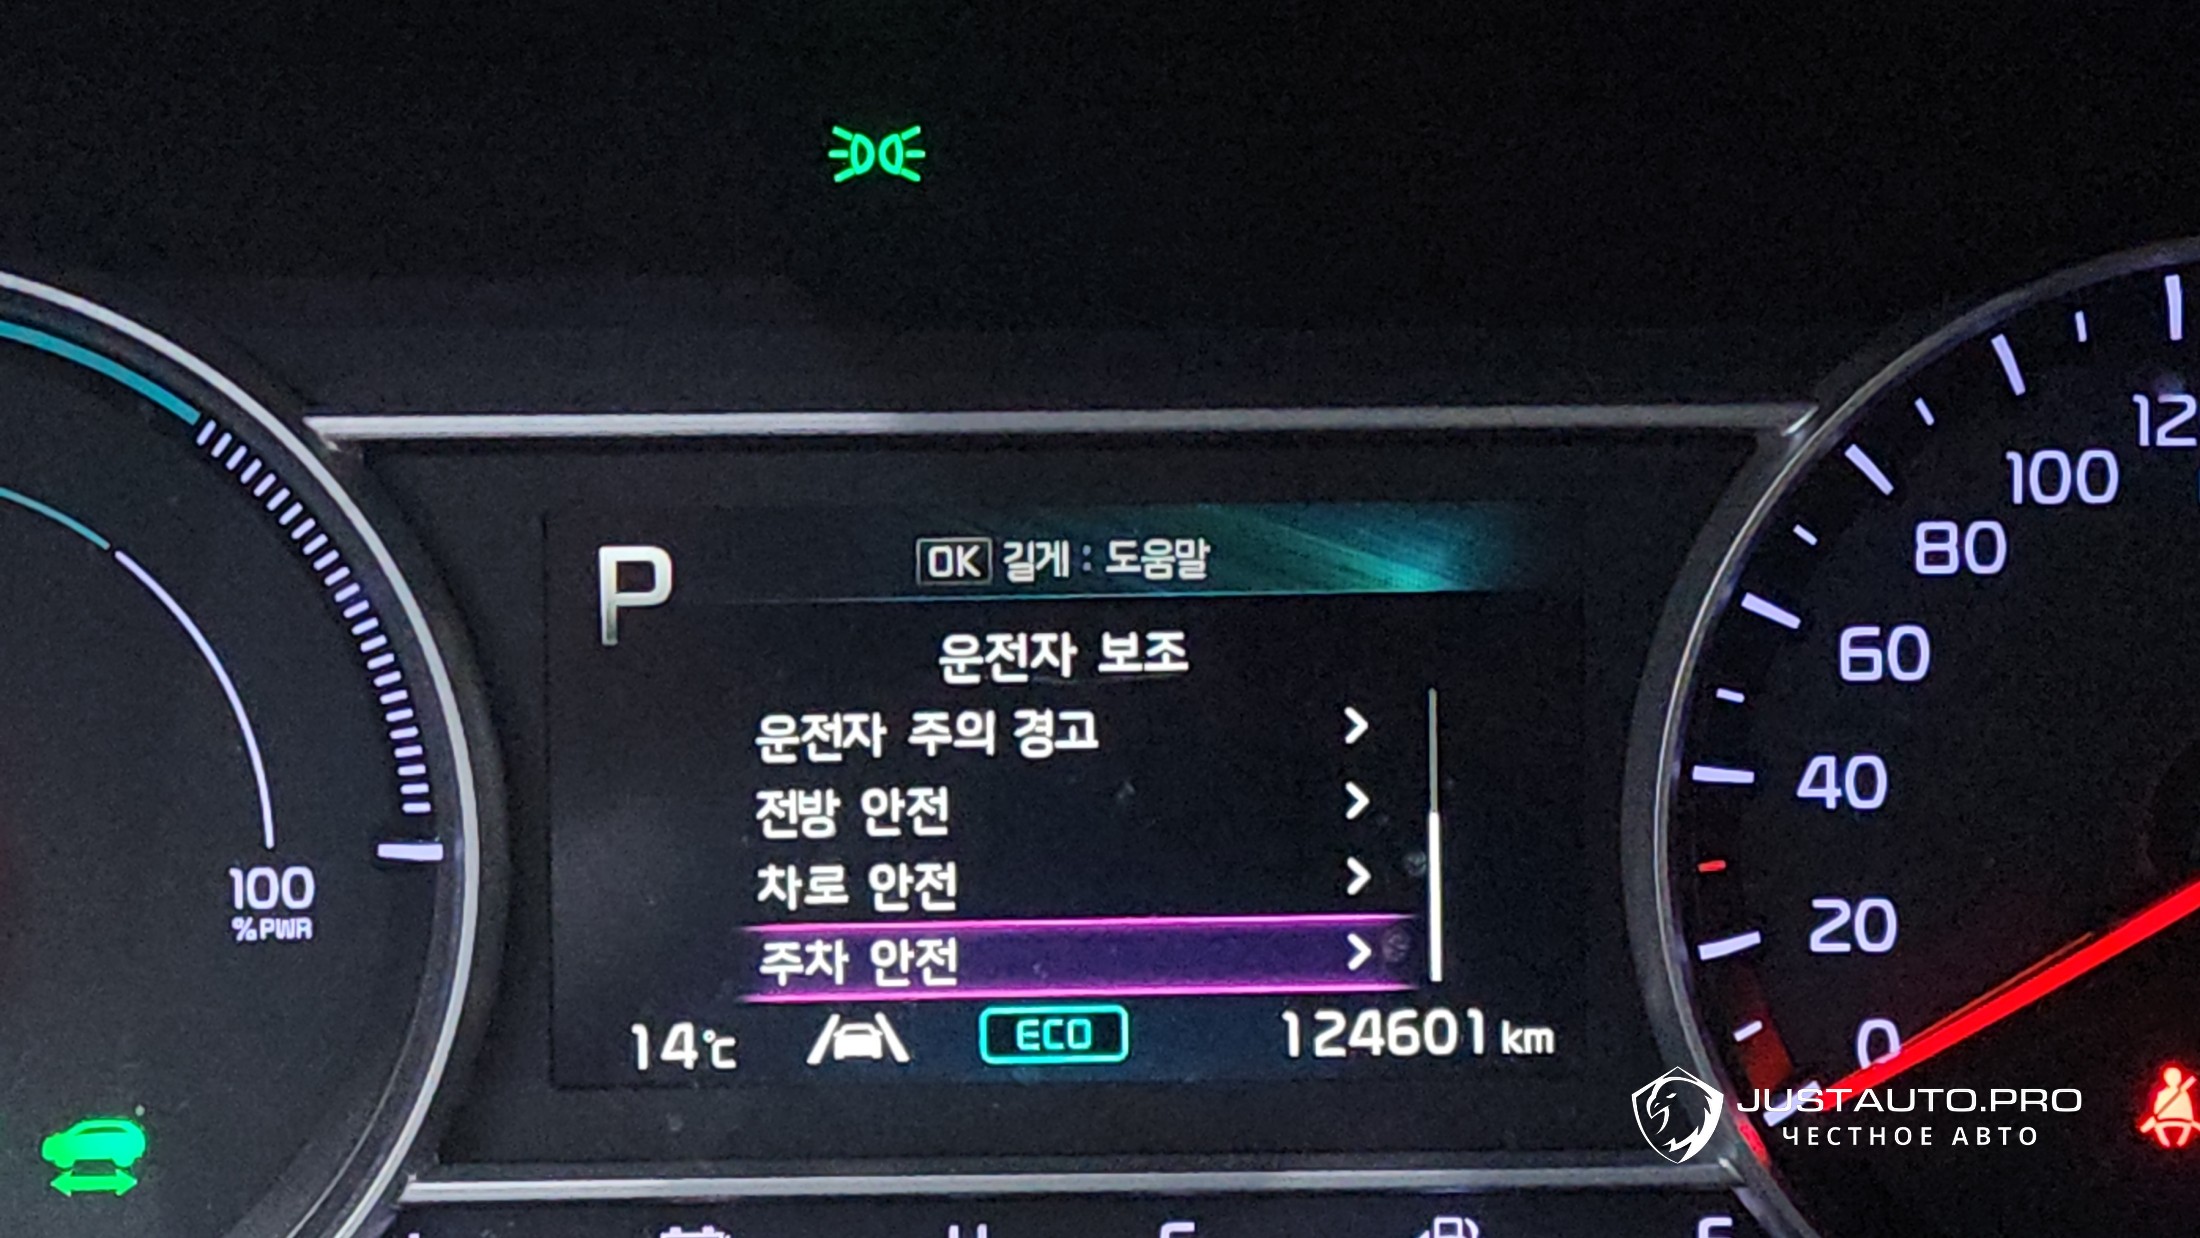 P
OK 길게 : 도움말
운전자 보조
운전자 주의 경고
전방 안전
차로 안전
주차 안전
14°C
ECO
124601 km
100
% PWR
100
80
60
40
20
0
JUSTAUTO.PRO
ЧЕСТНОЕ АВТО